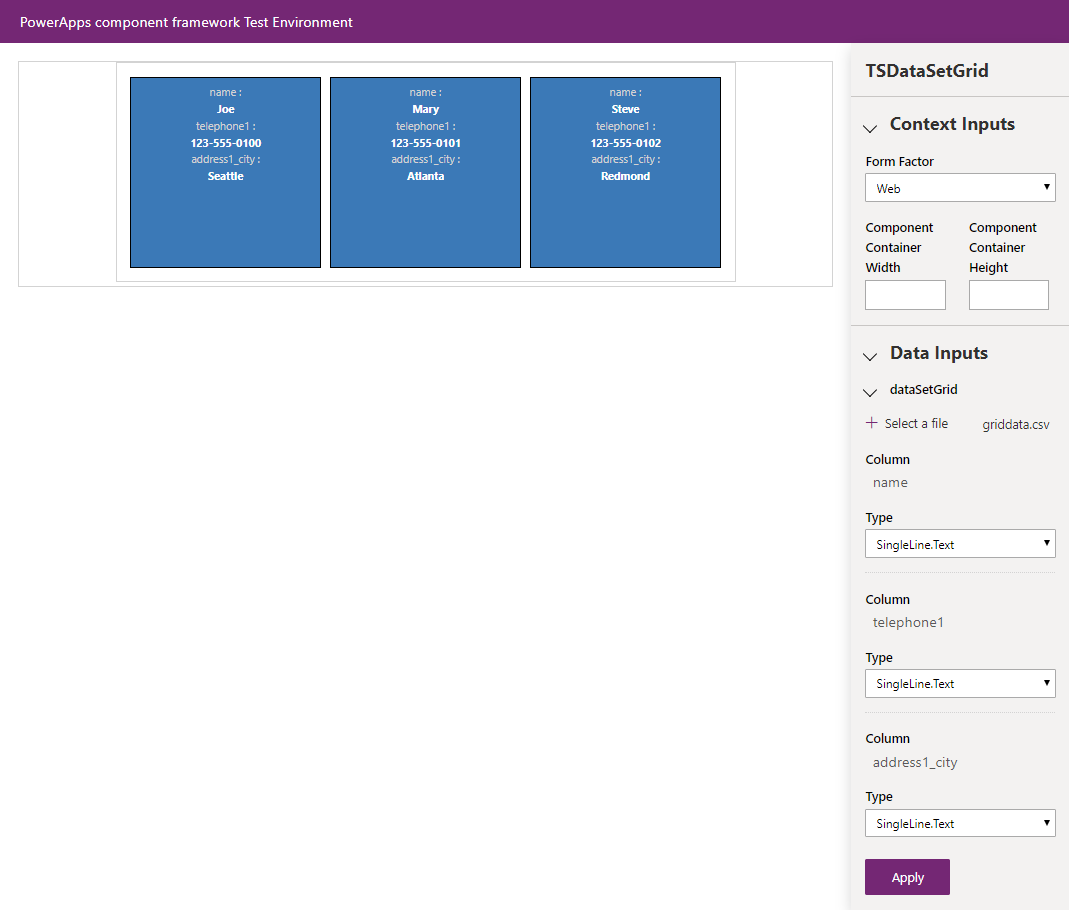 PowerApps component framework Test Environment
name :
Joe
telephone1 :
123-555-0100
address1_city :
Seattle
name :
Mary
telephone1 :
123-555-0101
address1_city :
Atlanta
name :
Steve
telephone1 :
123-555-0102
address1_city :
Redmond
TSDataSetGrid
Context Inputs
Form Factor
Web
Component
Container
Width
Component
Container
Height
Data Inputs
dataSetGrid
Select a file griddata.csv
Column
name
Type
SingleLine.Text
Column
telephone1
Type
SingleLine.Text
Column
address1_city
Type
SingleLine.Text
Apply